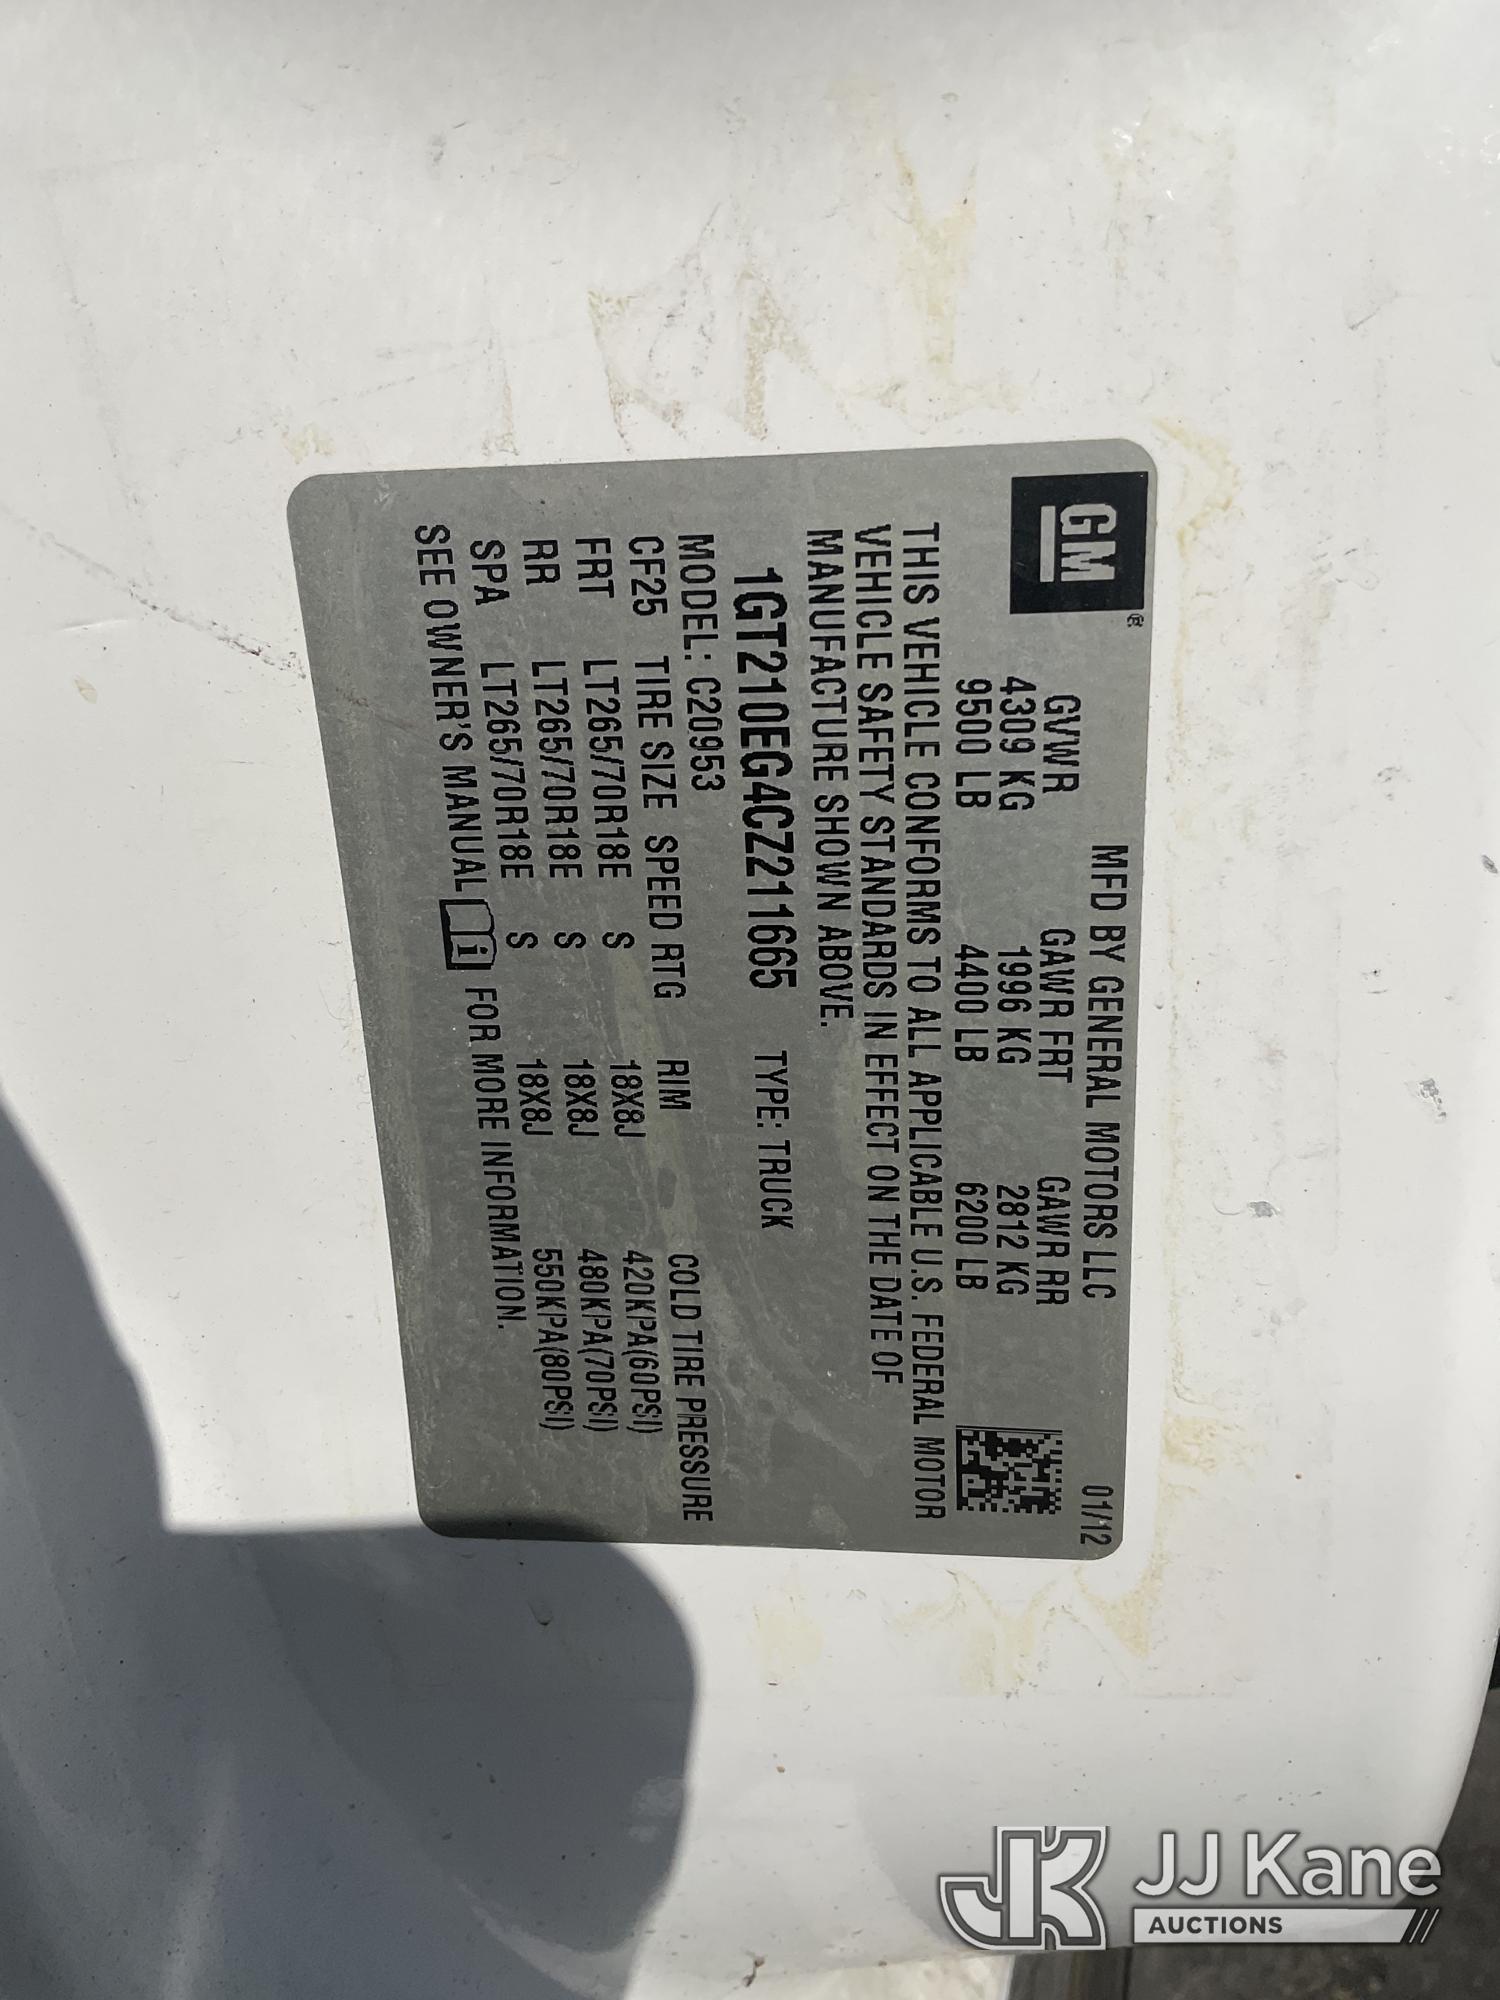 GM®
MFD BY GENERAL MOTORS LLC 01/12
GVWR GAWR FRT GAWR RR
4309 KG 1996 KG 2812 KG
9500 LB 4400 LB 6200 LB
THIS VEHICLE CONFORMS TO ALL APPLICABLE U.S. FEDERAL MOTOR
VEHICLE SAFETY STANDARDS IN EFFECT ON THE DATE OF
MANUFACTURE SHOWN ABOVE.
1GT210EG4CZ211665 TYPE: TRUCK
MODEL: C20953
CF25 TIRE SIZE SPEED RTG RIM COLD TIRE PRESSURE
FRT LT265/70R18E S 18X8J 420KPA(60PSI)
RR LT265/70R18E S 18X8J 480KPA(70PSI)
SPA LT265/70R18E S 18X8J 550KPA(80PSI)
SEE OWNER'S MANUAL i FOR MORE INFORMATION.
JK JJ Kane
AUCTIONS